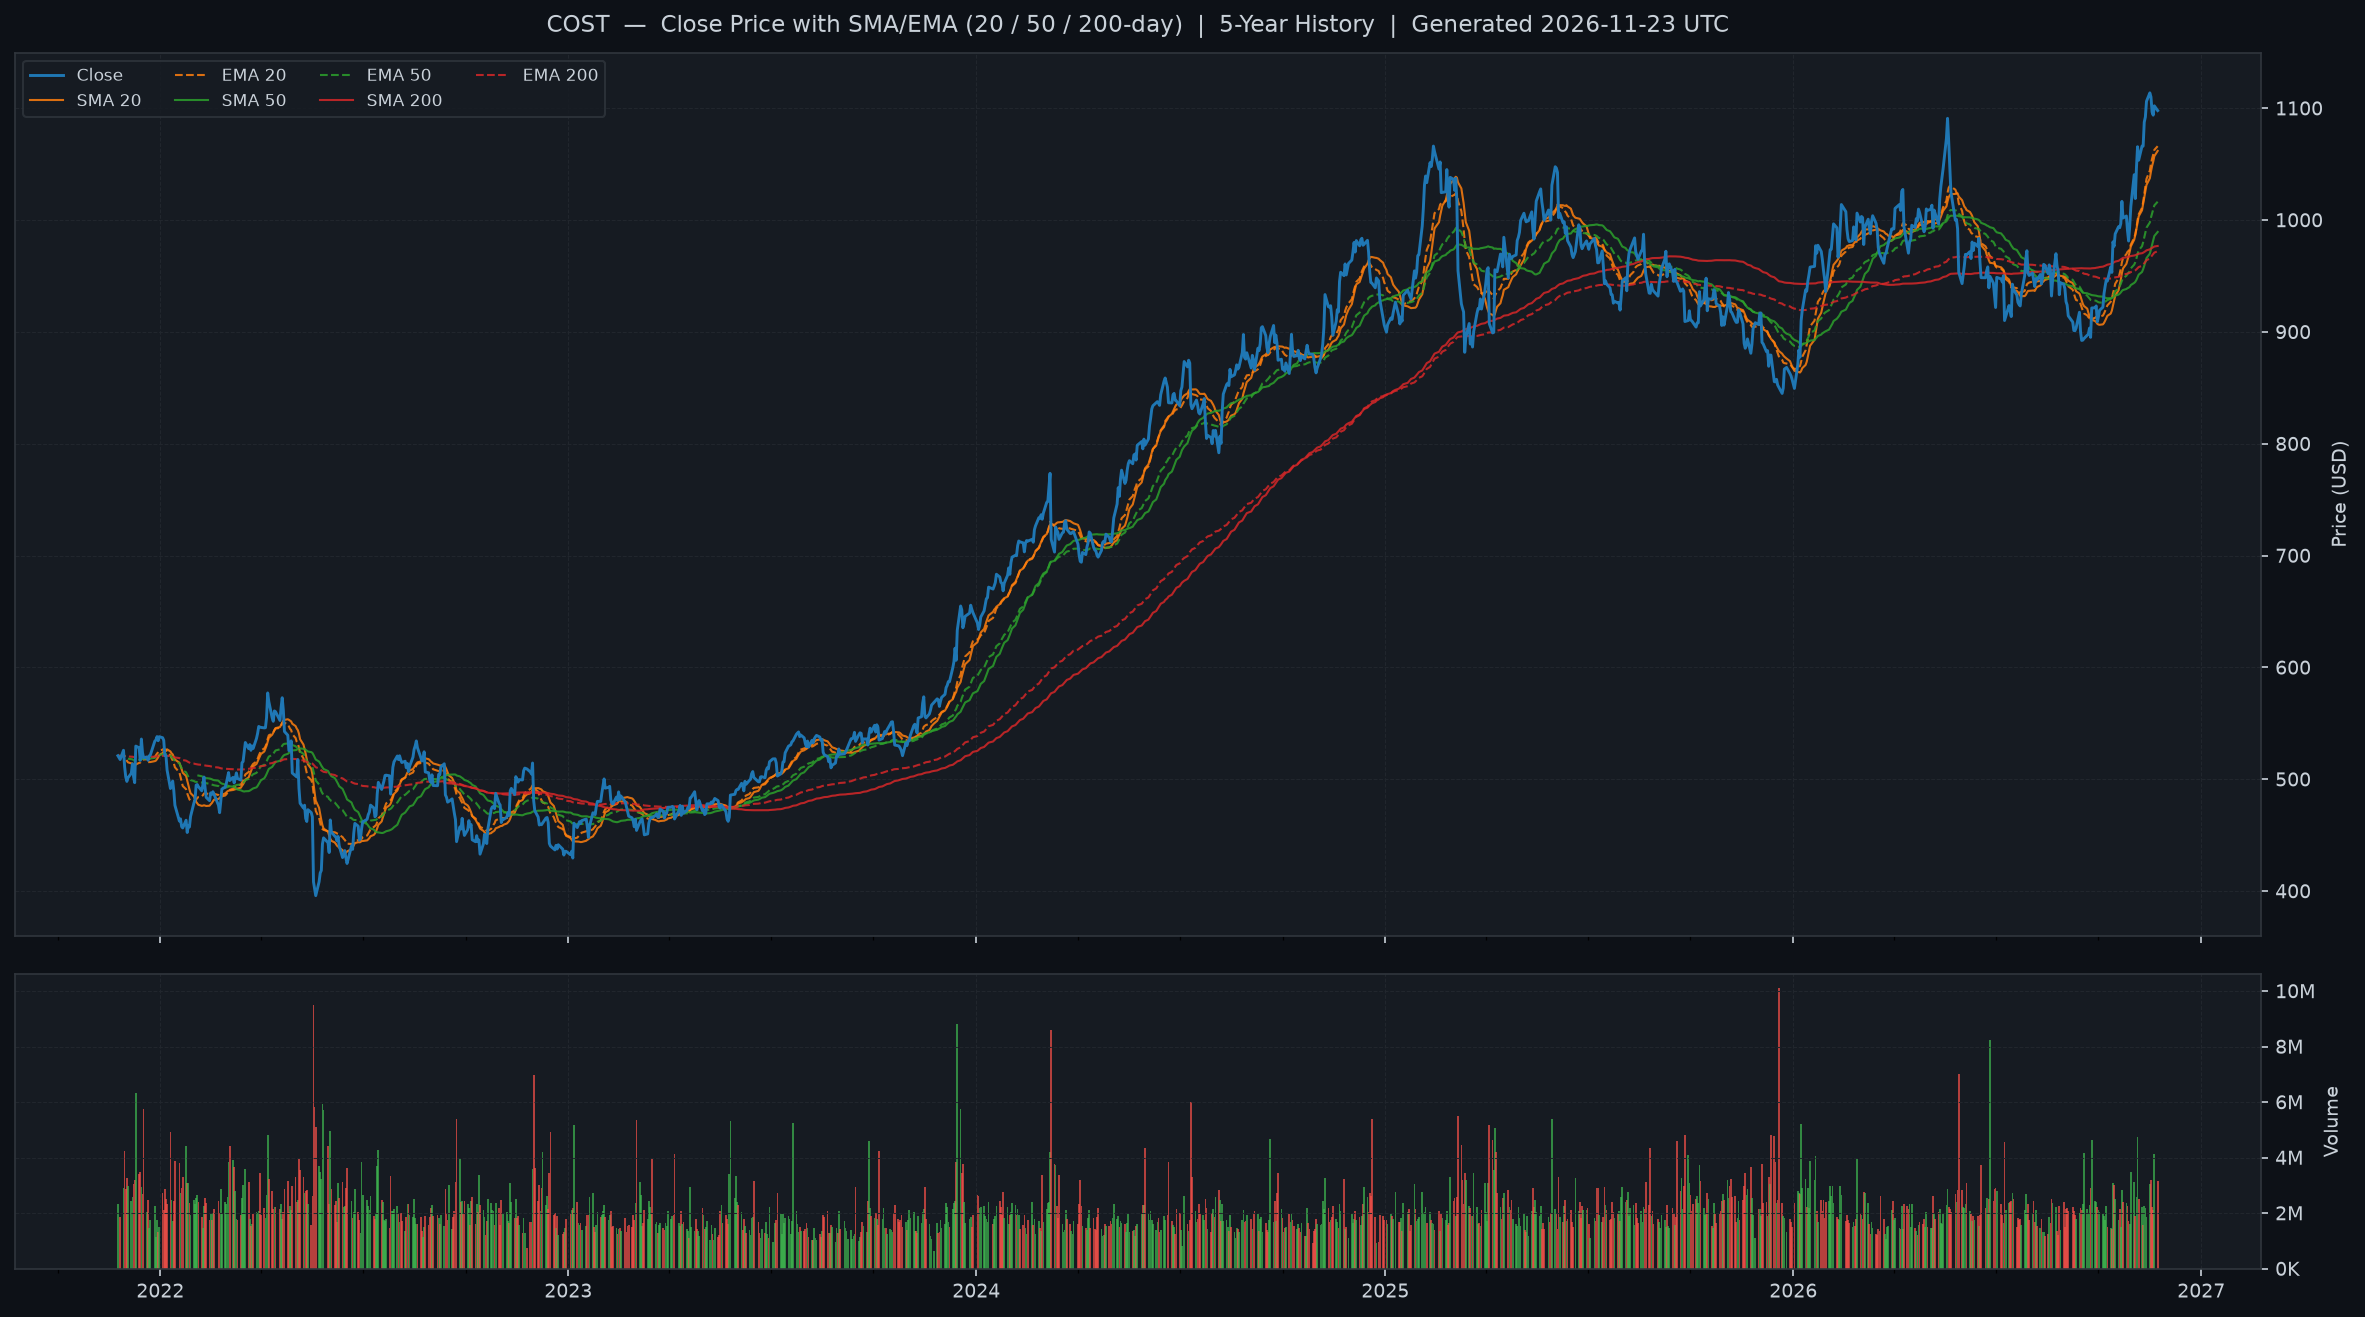 COST — Close Price with SMA/EMA (20 / 50 / 200-day) | 5-Year History | Generated 2026-11-23 UTC
Close EMA 20 EMA 50 EMA 200
SMA 20 SMA 50 SMA 200
1100
1000
900
800
700
600
500
400
Price (USD)
10M
8M
6M
4M
2M
0K
Volume
2022 2023 2024 2025 2026 2027